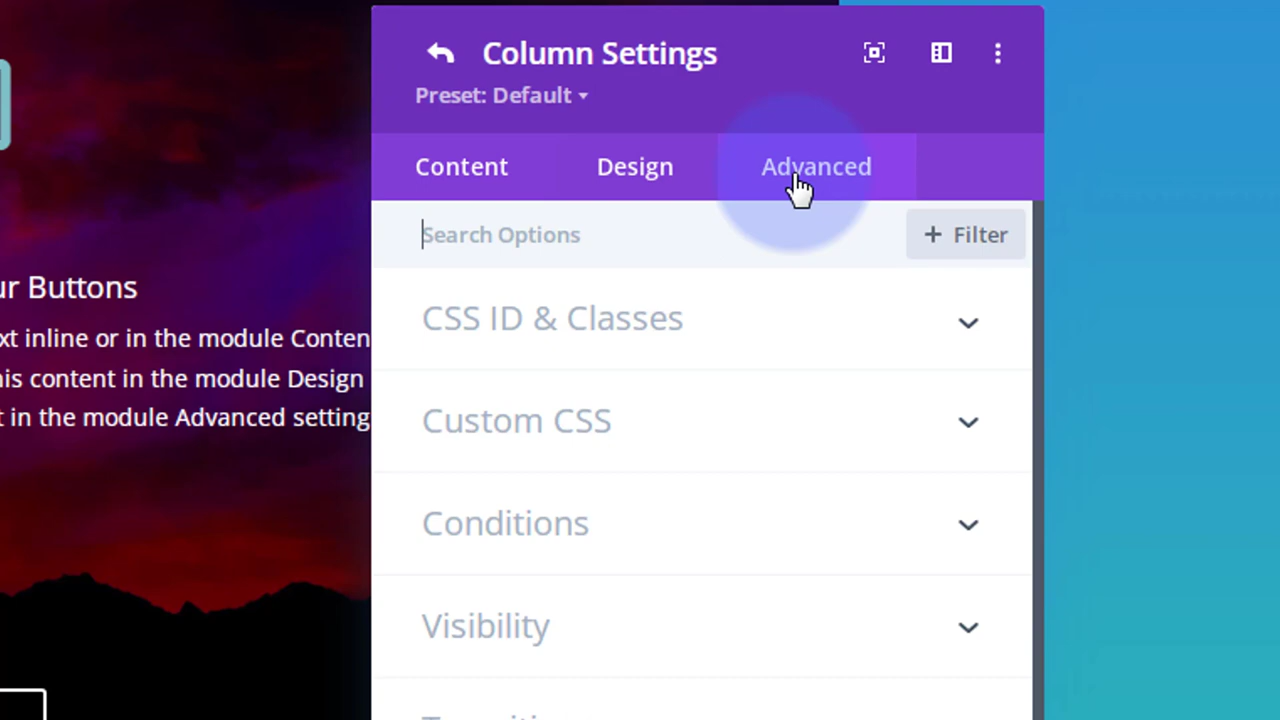 Column Settings
Preset: Default
Content Design Advanced
Search Options
+ Filter
CSS ID & Classes
Custom CSS
Conditions
Visibility
ur Buttons
xt inline or in the module Conten
his content in the module Design
t in the module Advanced setting